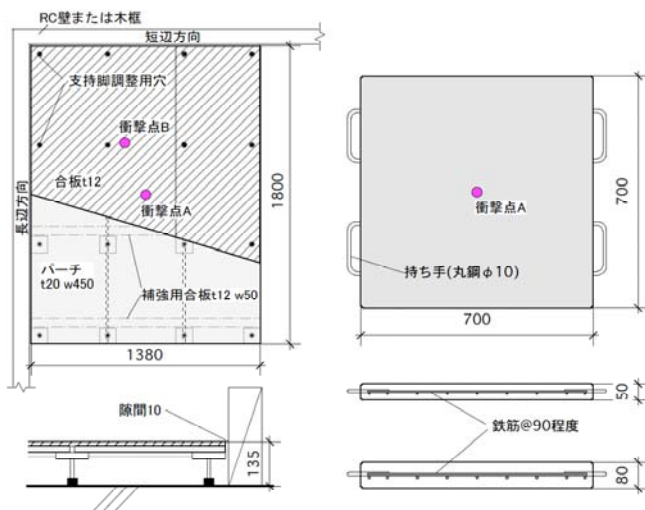 RC壁または木框
短辺方向
支持脚調整用穴
衝撃点B
合板t12
衝撃点A
長辺方向
1800
パーチ
t20 w450
補強用合板t12 w50
1380
隙間10
135
衝撃点A
持ち手(丸鋼φ10)
700
700
50
鉄筋@90程度
80